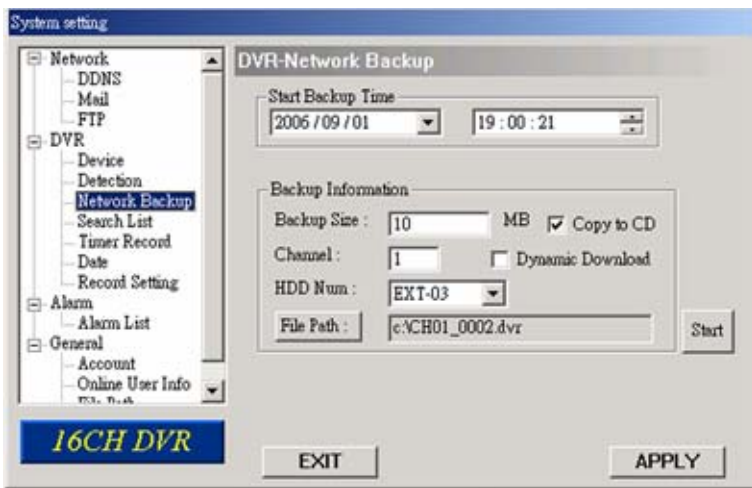 System setting
Network
DDNS
Mail
FTP
DVR
Device
Detection
Network Backup
Search List
Timer Record
Date
Record Setting
Alarm
Alarm List
General
Account
Online User Info
File Path
16CH DVR
DVR-Network Backup
Start Backup Time
2006 / 09 / 01 19 : 00 : 21
Backup Information
Backup Size : 10 MB Copy to CD
Channel : 1 Dynamic Download
HDD Num : EXT-03
File Path : c:\CH01_0002.dvr
Start
EXIT APPLY